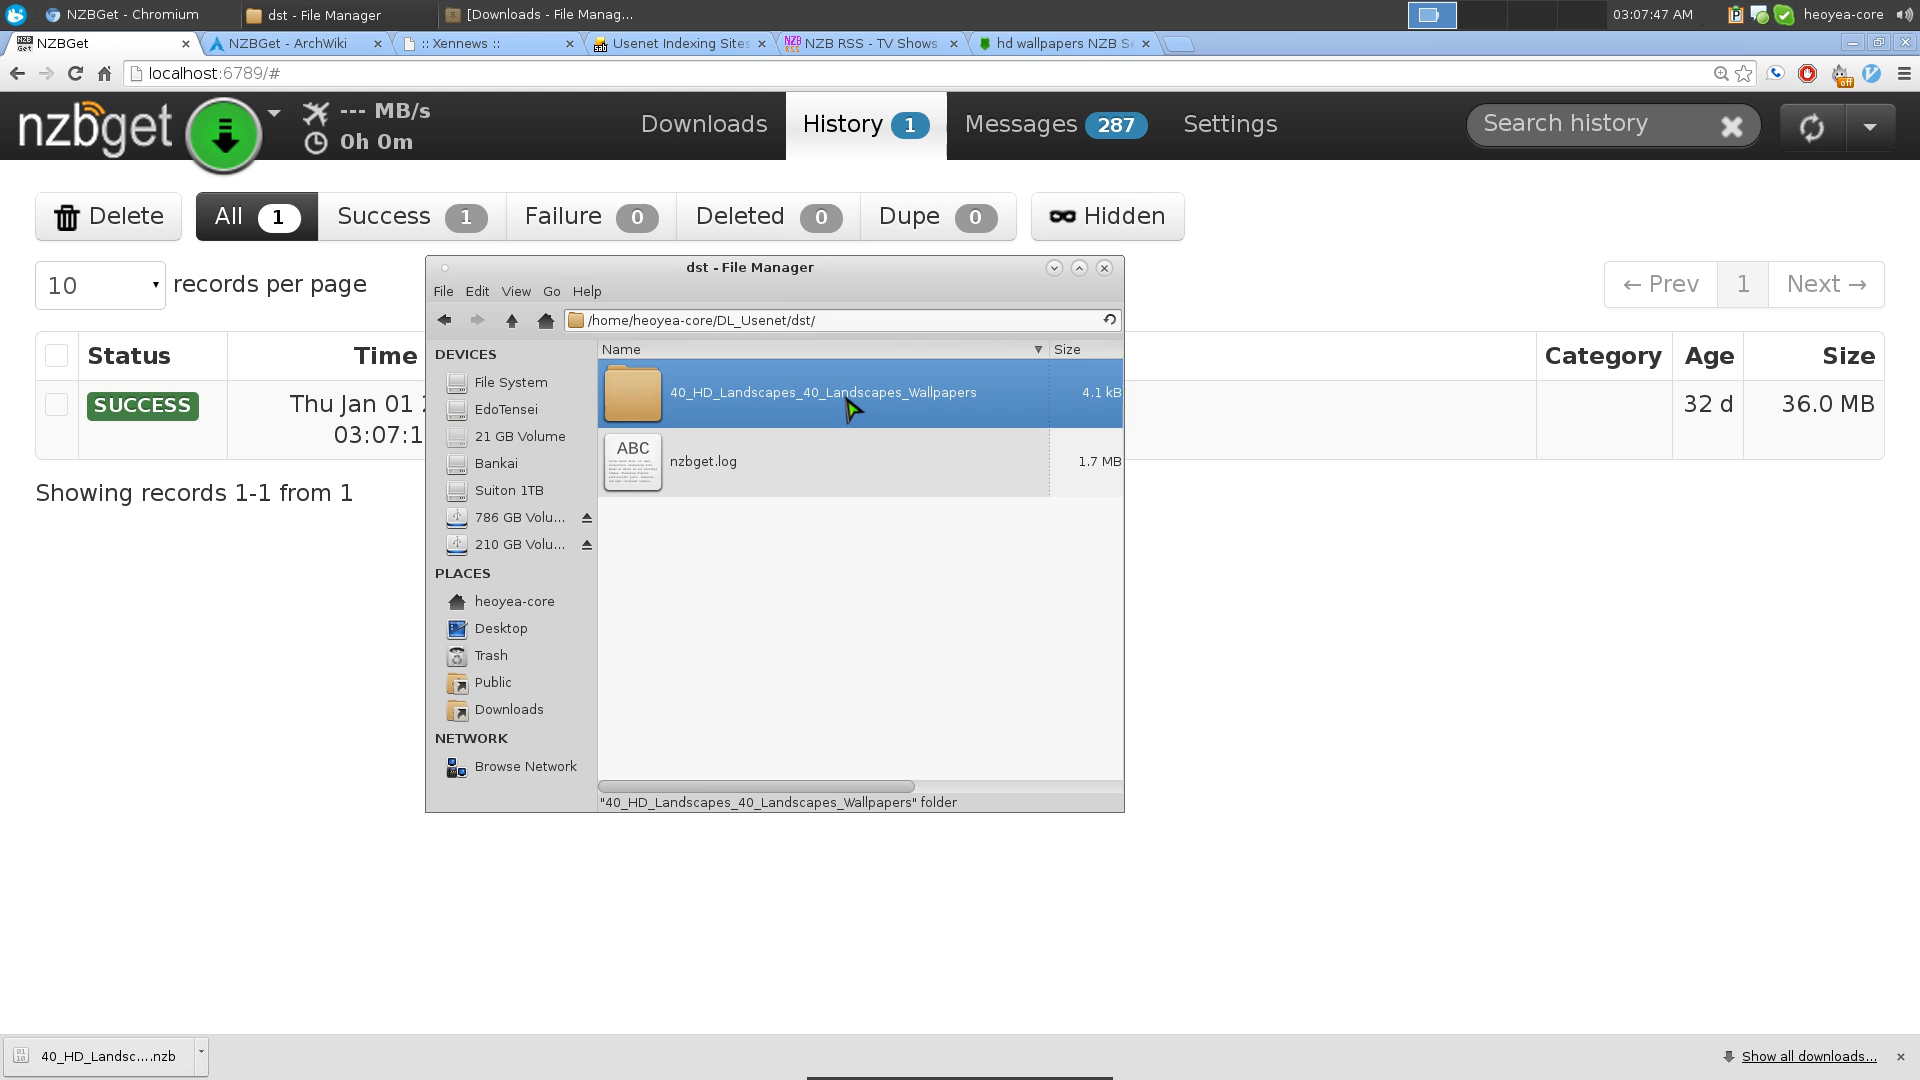 NZBGet - Chromium
dst - File Manager
[Downloads - File Manag...
03:07:47 AM
heoyea-core
NZBGet
NZBGet - ArchWiki
:: Xennews ::
Usenet Indexing Sites
NZB RSS - TV Shows
hd wallpapers NZB S
localhost:6789/#
off
nzbget
--- MB/s
0h 0m
Downloads
History 1
Messages 287
Settings
Search history
Delete
All 1
Success 1
Failure 0
Deleted 0
Dupe 0
Hidden
10 records per page
← Prev 1 Next →
Status Time Category Age Size
SUCCESS
Thu Jan 01
03:07:1
32 d
36.0 MB
Showing records 1-1 from 1
dst - File Manager
File Edit View Go Help
/home/heoyea-core/DL_Usenet/dst/
DEVICES
File System
EdoTensei
21 GB Volume
Bankai
Suiton 1TB
786 GB Volu...
210 GB Volu...
PLACES
heoyea-core
Desktop
Trash
Public
Downloads
NETWORK
Browse Network
Name Size
40_HD_Landscapes_40_Landscapes_Wallpapers 4.1 kB
ABC
nzbget.log 1.7 MB
"40_HD_Landscapes_40_Landscapes_Wallpapers" folder
40_HD_Landsc....nzb
Show all downloads...